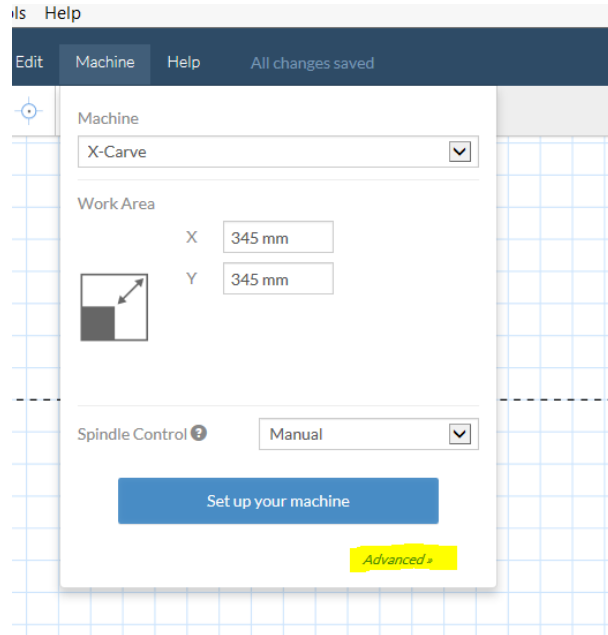 ols Help
Edit Machine Help All changes saved
Machine
X-Carve
Work Area
X 345 mm
Y 345 mm
Spindle Control ? Manual
Set up your machine
Advanced »